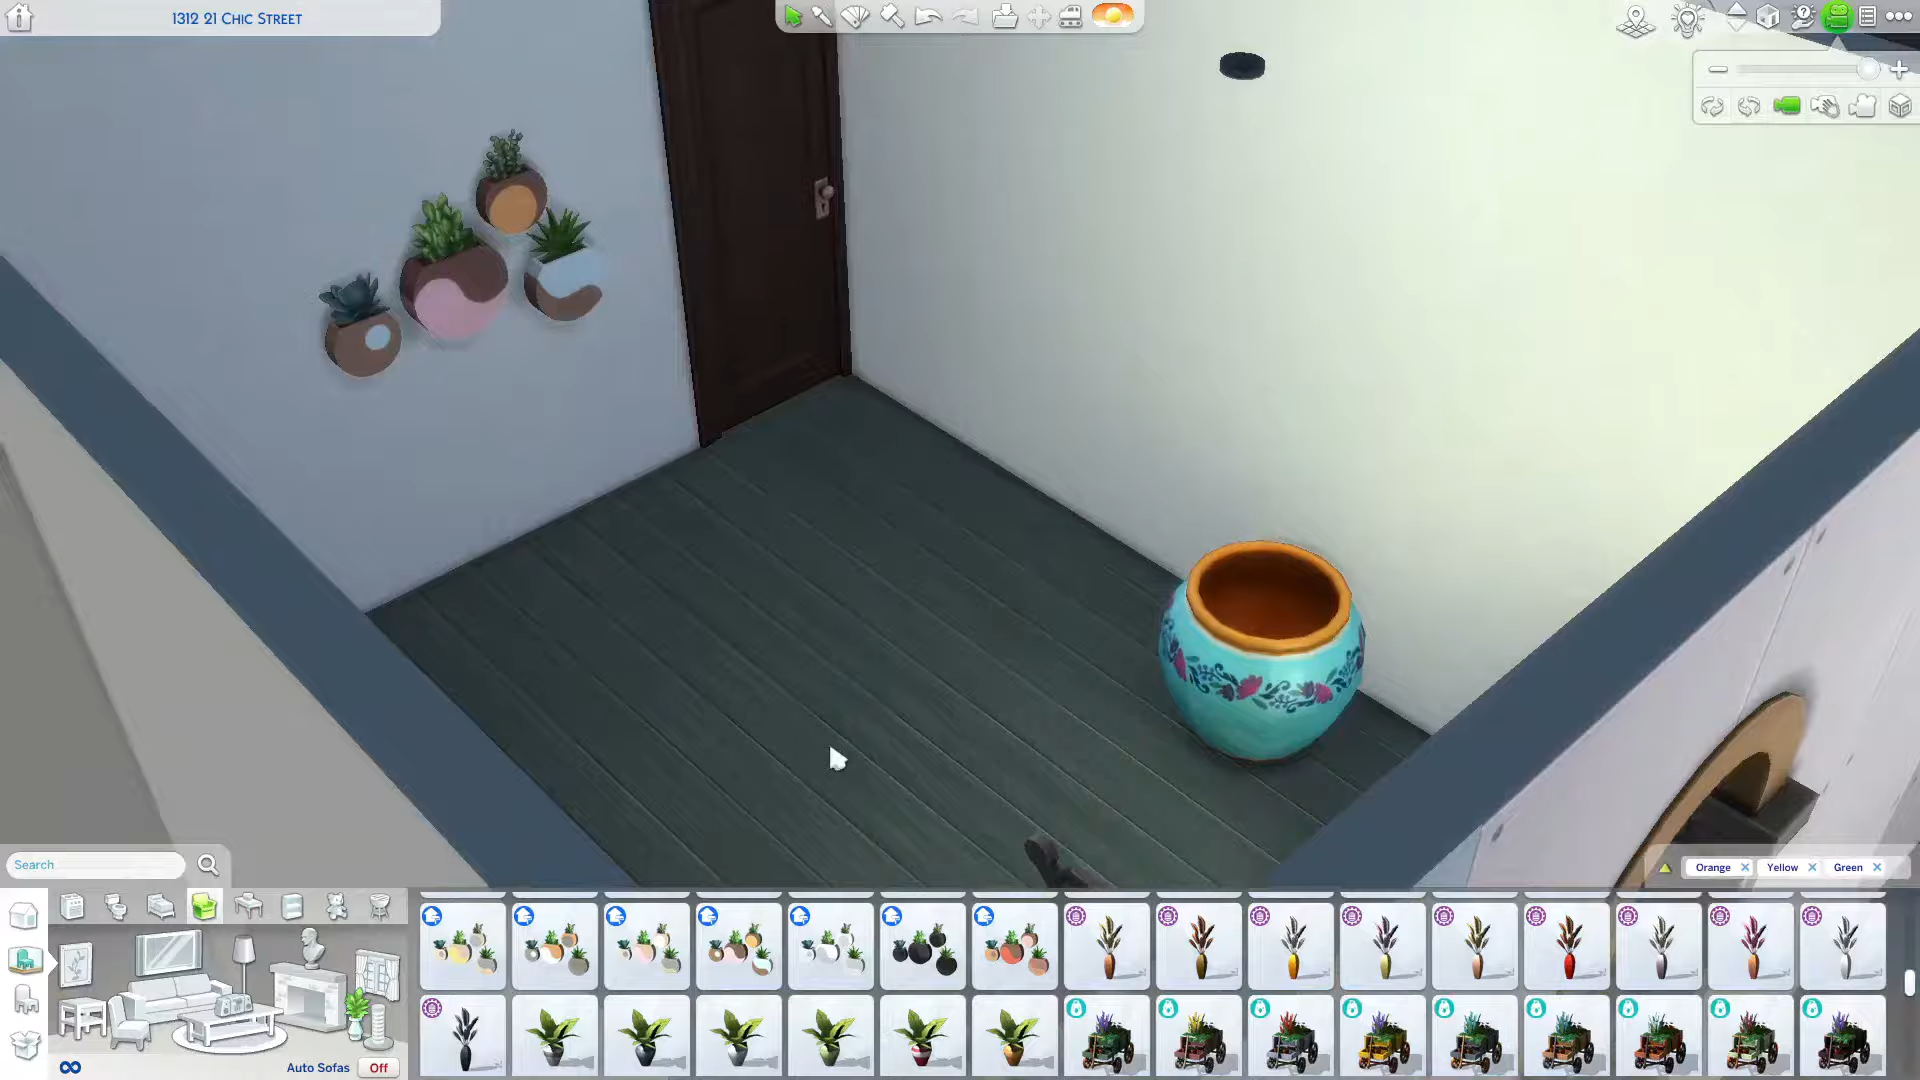 1312 21 Chic Street
Search
Orange
Yellow
Green
Auto Sofas
Off